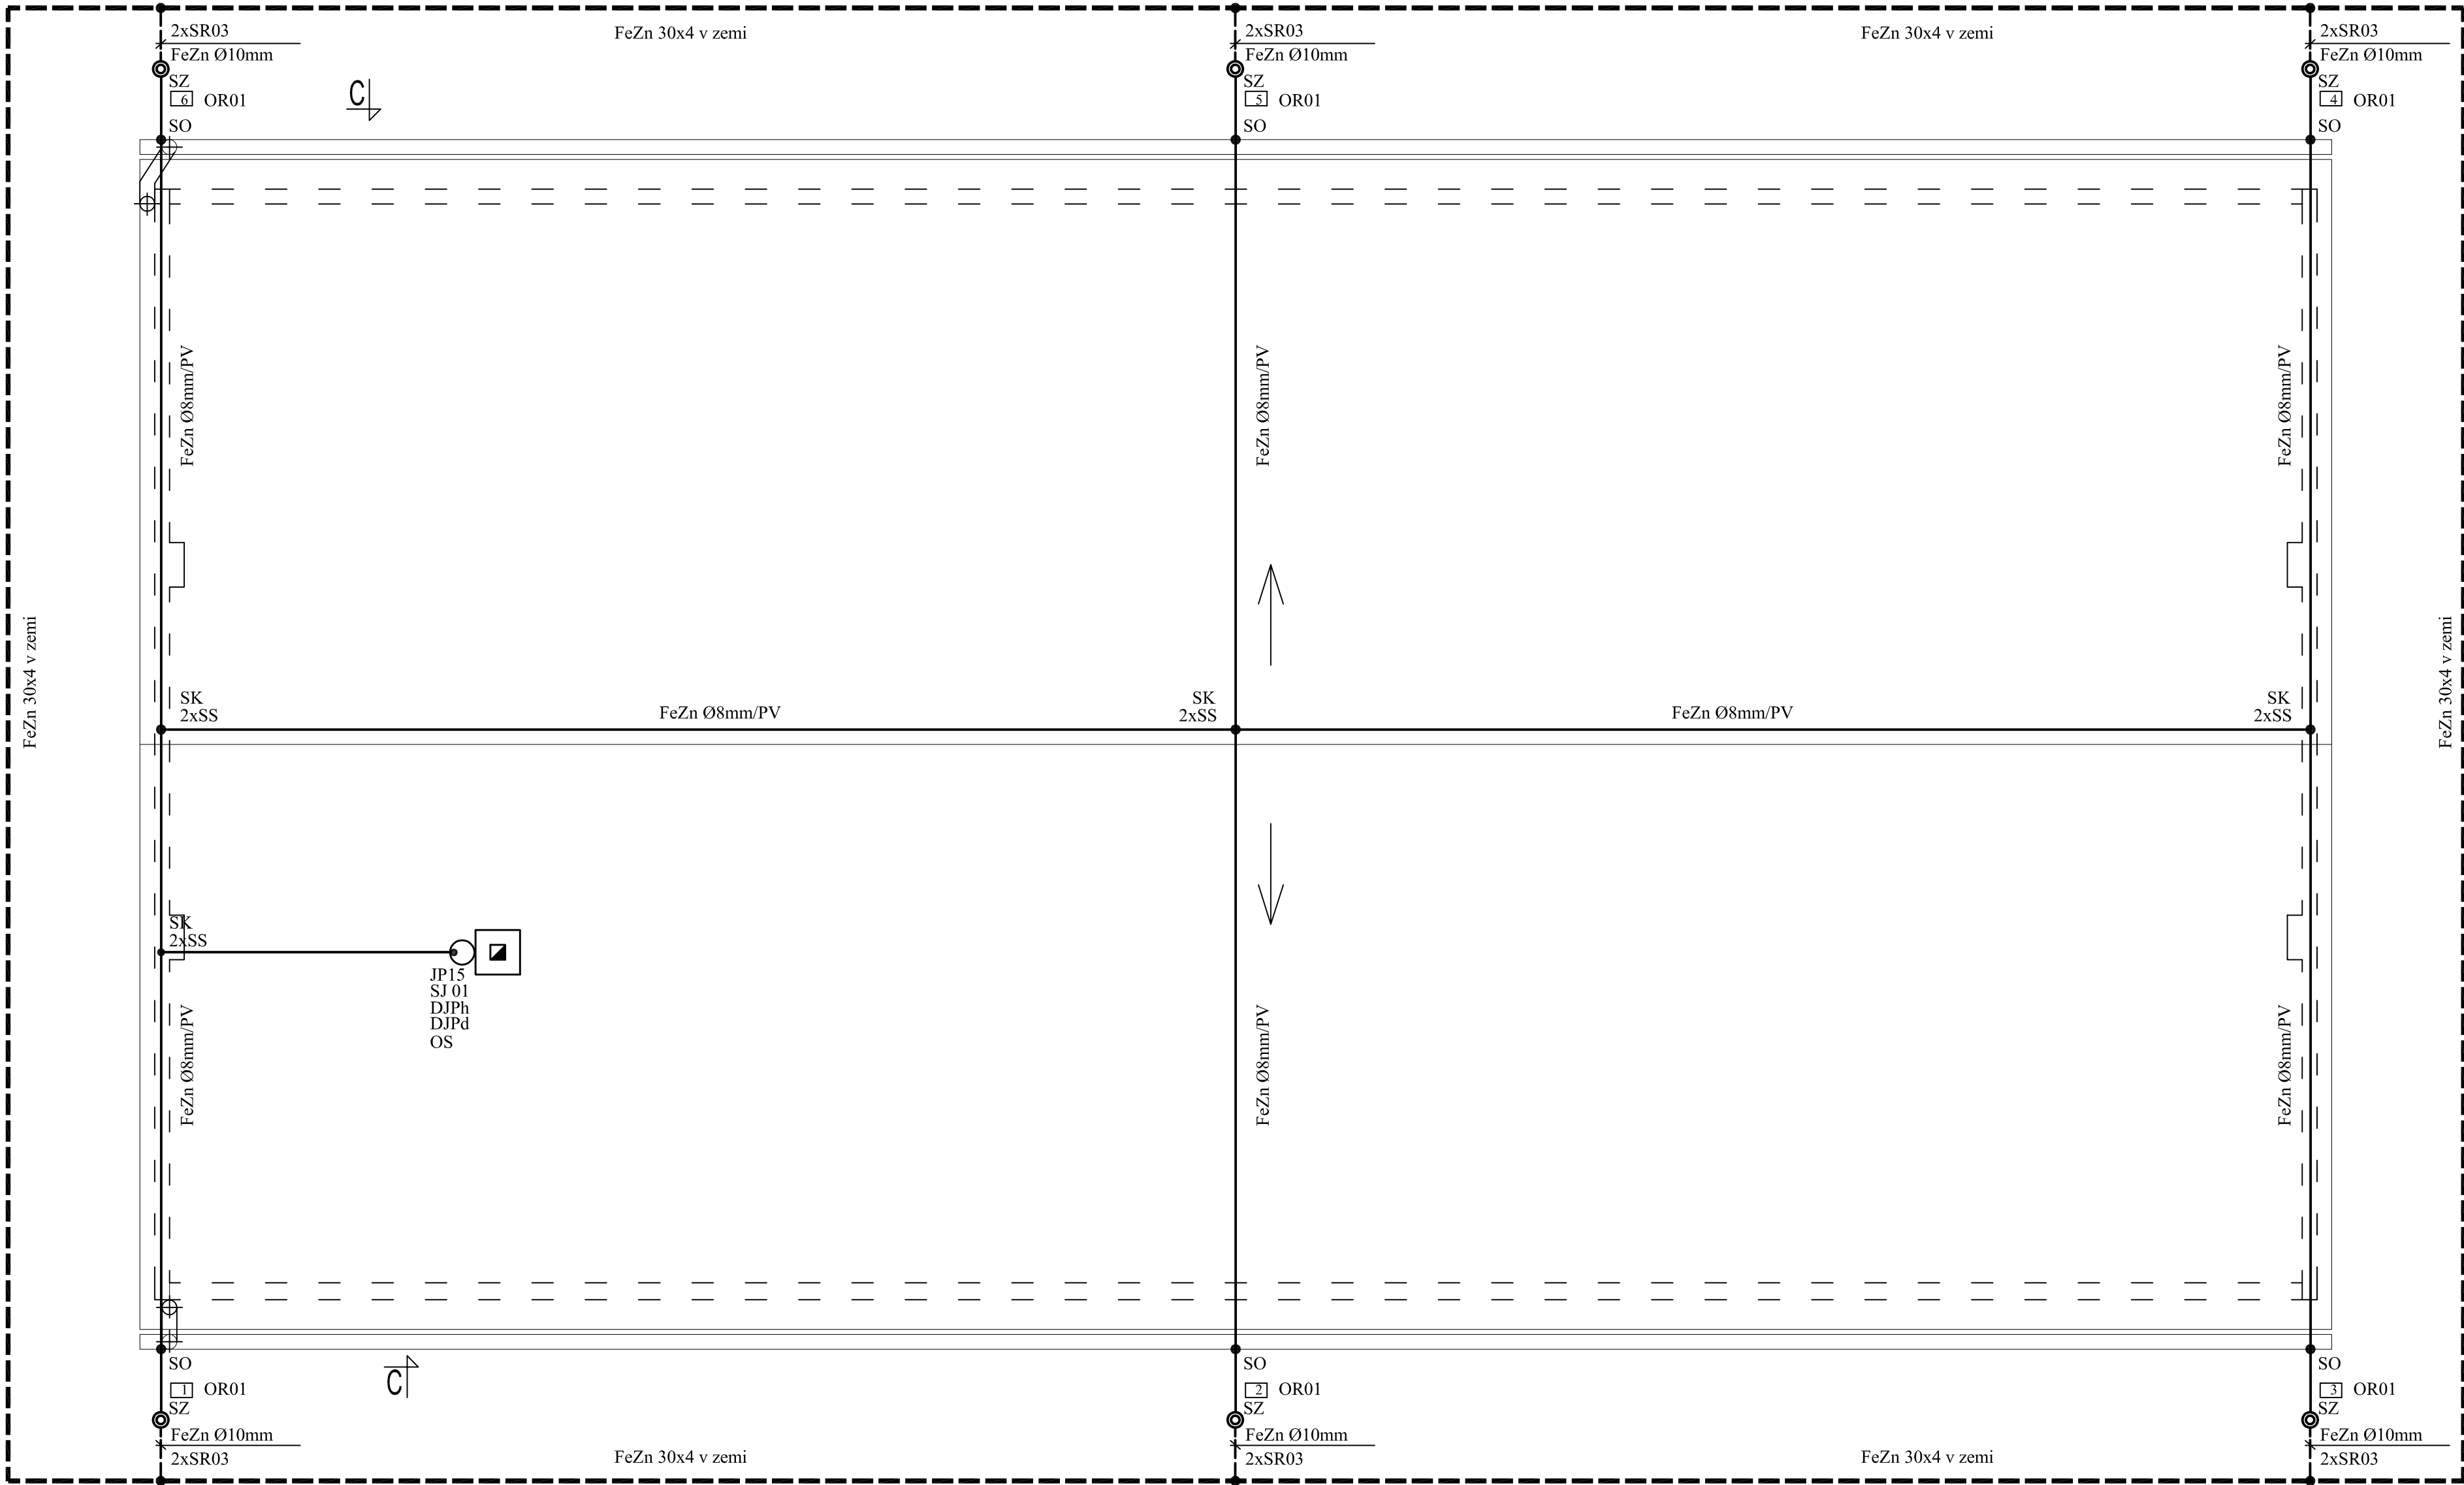 2xSR03
FeZn Ø10mm
SZ
6 OR01
SO
FeZn 30x4 v zemi
C
2xSR03
FeZn Ø10mm
SZ
5 OR01
SO
FeZn 30x4 v zemi
2xSR03
FeZn Ø10mm
SZ
4 OR01
SO
FeZn Ø8mm/PV
FeZn Ø8mm/PV
FeZn Ø8mm/PV
FeZn 30x4 v zemi
SK
2xSS
FeZn Ø8mm/PV
SK
2xSS
FeZn Ø8mm/PV
SK
2xSS
FeZn 30x4 v zemi
SK
2xSS
JP15
SJ 01
DJPh
DJPd
OS
FeZn Ø8mm/PV
FeZn Ø8mm/PV
FeZn Ø8mm/PV
SO
1 OR01
SZ
FeZn Ø10mm
2xSR03
C
FeZn 30x4 v zemi
SO
2 OR01
SZ
FeZn Ø10mm
2xSR03
FeZn 30x4 v zemi
SO
3 OR01
SZ
FeZn Ø10mm
2xSR03